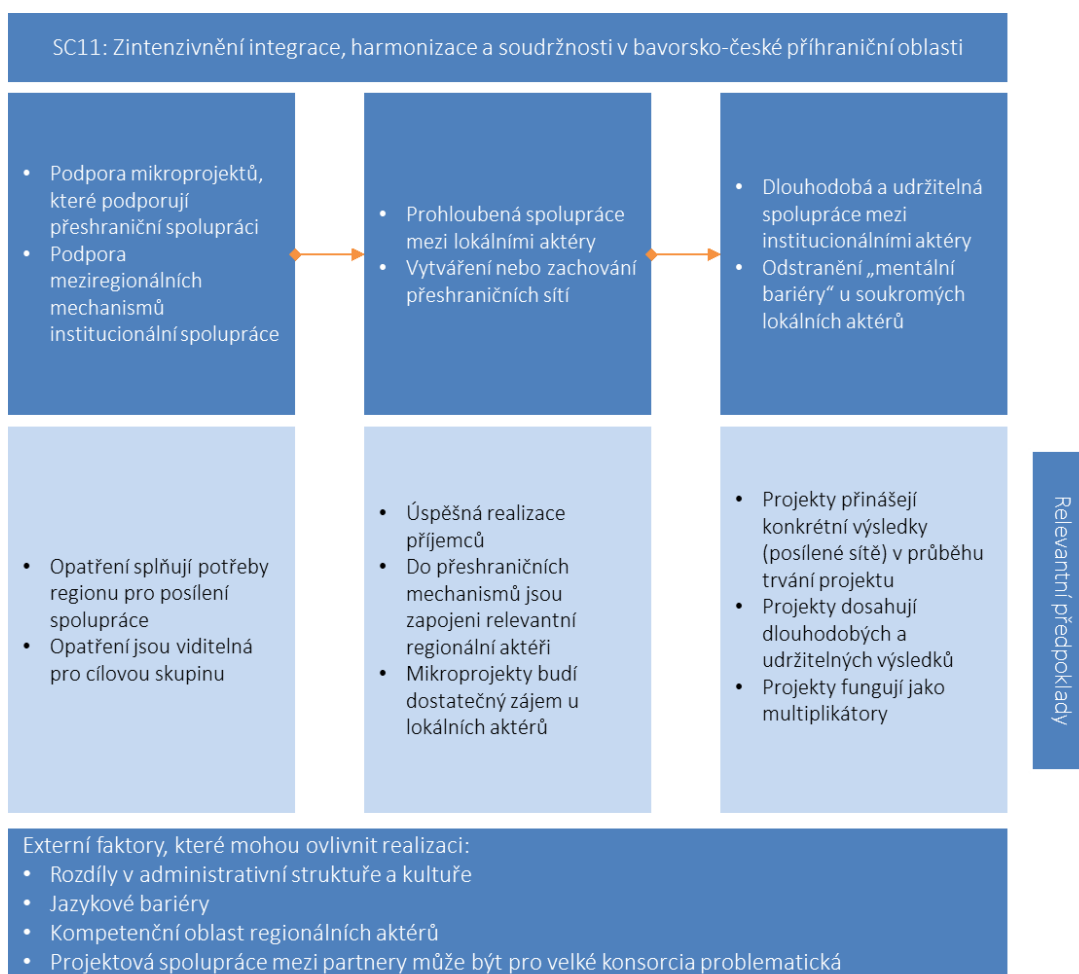 SC11: Zintenzivnění integrace, harmonizace a soudržnosti v bavorsko-české příhraniční oblasti
• Podpora mikroprojektů,
které podporují
přeshraniční spolupráci
• Podpora
meziregionálních
mechanismů
institucionální spolupráce
• Prohloubená spolupráce
mezi lokálními aktéry
• Vytváření nebo zachování
přeshraničních sítí
• Dlouhodobá a udržitelná
spolupráce mezi
institucionálními aktéry
• Odstranění „mentální
bariéry“ u soukromých
lokálních aktérů
• Opatření splňují potřeby
regionu pro posílení
spolupráce
• Opatření jsou viditelná
pro cílovou skupinu
• Úspěšná realizace
příjemců
• Do přeshraničních
mechanismů jsou
zapojeni relevantní
regionální aktéři
• Mikroprojekty budí
dostatečný zájem u
lokálních aktérů
• Projekty přinášejí
konkrétní výsledky
(posílené sítě) v průběhu
trvání projektu
• Projekty dosahují
dlouhodobých a
udržitelných výsledků
• Projekty fungují jako
multiplikátory
Relevantní předpoklady
Externí faktory, které mohou ovlivnit realizaci:
• Rozdíly v administrativní struktuře a kultuře
• Jazykové bariéry
• Kompetenční oblast regionálních aktérů
• Projektová spolupráce mezi partnery může být pro velké konsorcia problematická